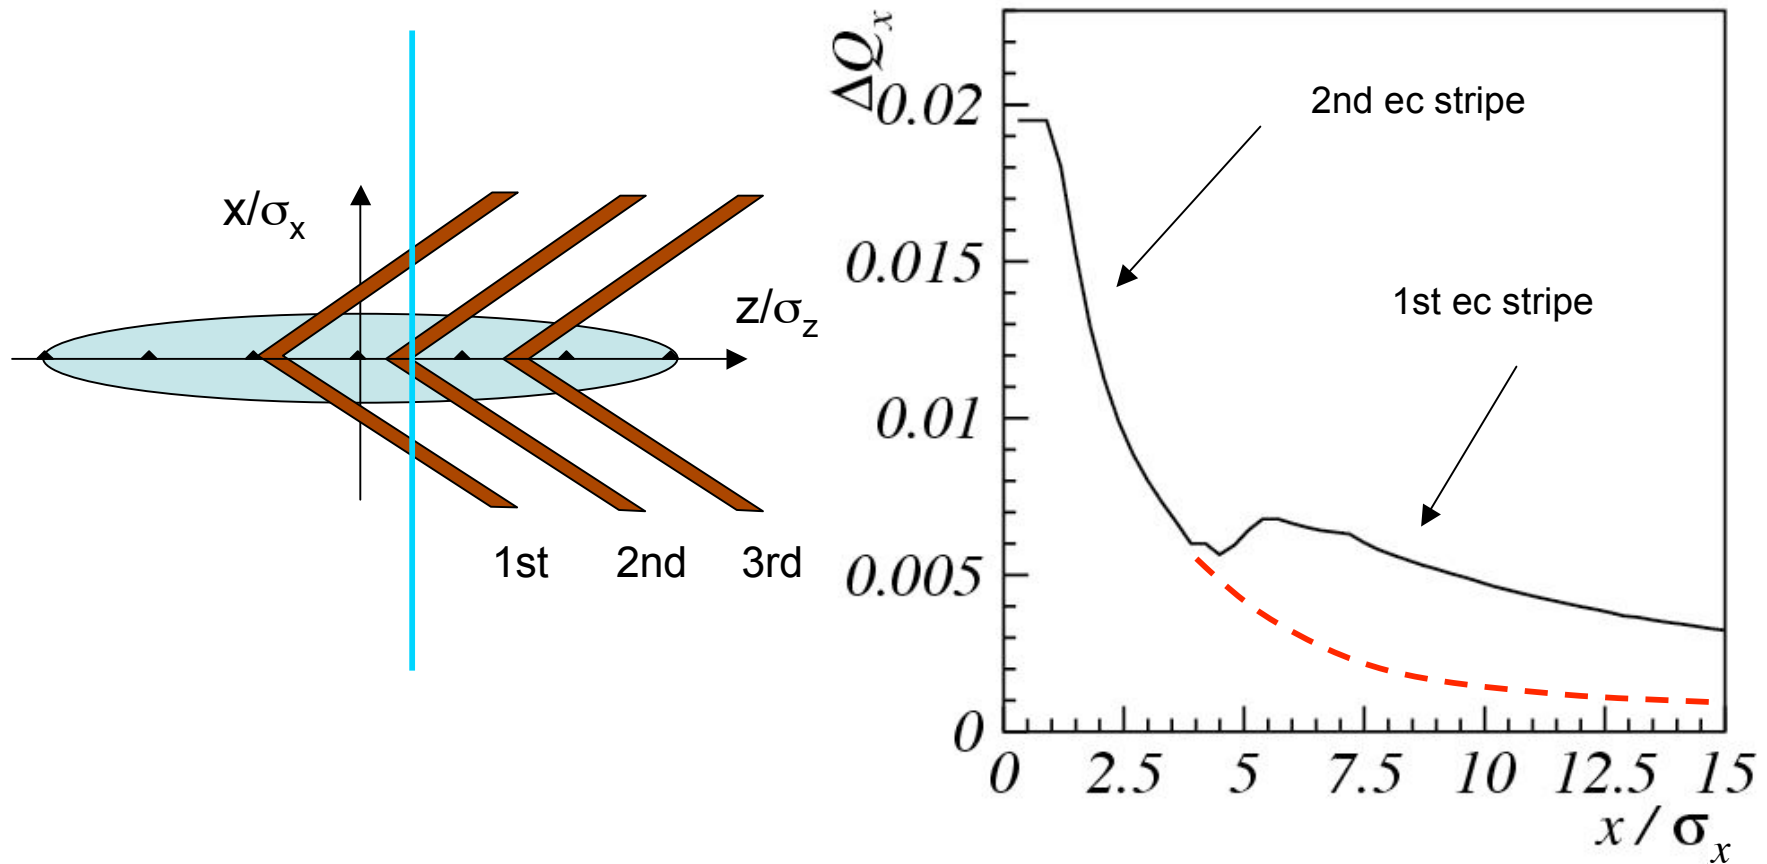 x/σx
z/σz
1st 2nd 3rd
ΔQx
0.02
0.015
0.01
0.005
0
2nd ec stripe
1st ec stripe
0 2.5 5 7.5 10 12.5 15
x / σx